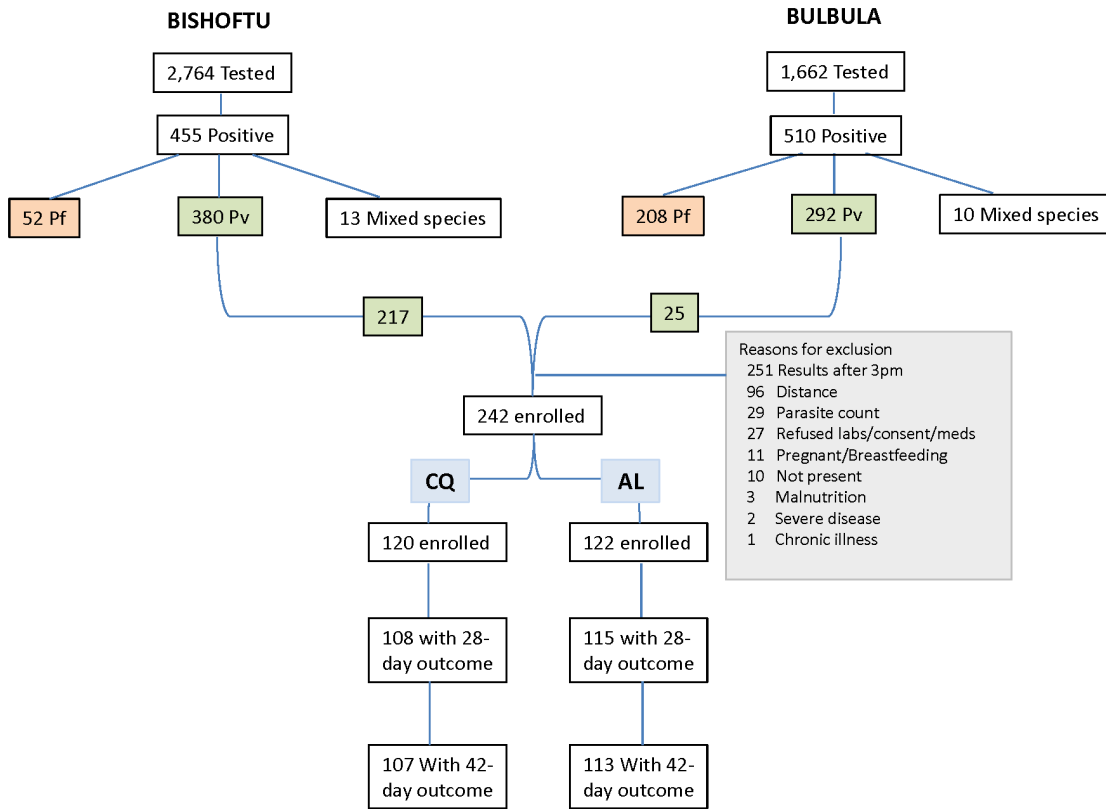 BISHOFTU
BULBULA
2,764 Tested
1,662 Tested
455 Positive
510 Positive
52 Pf
380 Pv
13 Mixed species
208 Pf
292 Pv
10 Mixed species
217
25
Reasons for exclusion
251 Results after 3pm
96 Distance
29 Parasite count
27 Refused labs/consent/meds
11 Pregnant/Breastfeeding
10 Not present
3 Malnutrition
2 Severe disease
1 Chronic illness
242 enrolled
CQ
AL
120 enrolled
122 enrolled
108 with 28-
day outcome
115 with 28-
day outcome
107 With 42-
day outcome
113 With 42-
day outcome